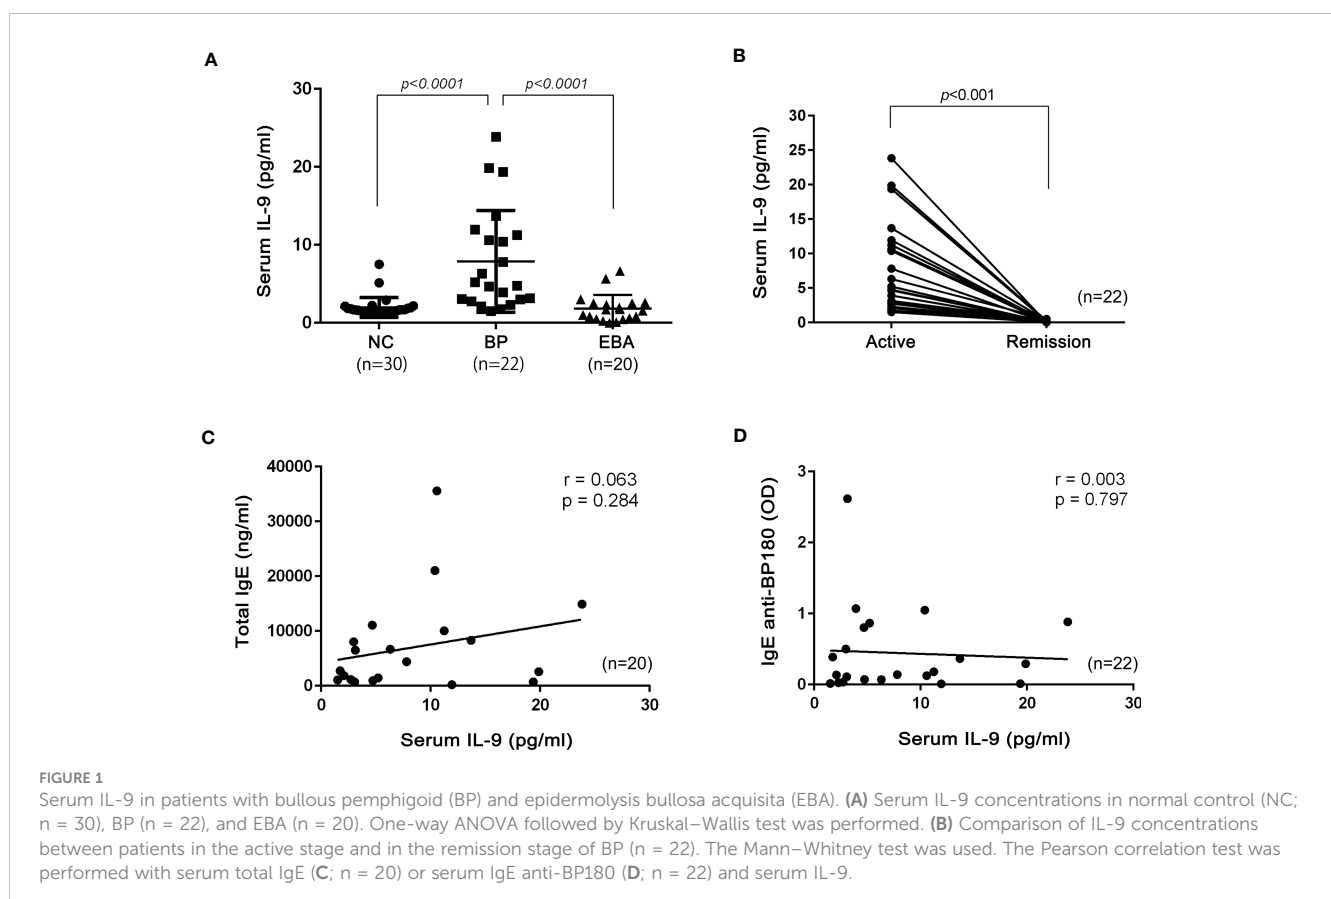 A
p<0.0001
p<0.0001
30
20
10
0
Serum IL-9 (pg/ml)
NC
BP
EBA
(n=30)
(n=22)
(n=20)
B
p<0.001
30
25
20
15
10
5
0
Serum IL-9 (pg/ml)
(n=22)
Active
Remission
C
40000
30000
20000
10000
0
Total IgE (ng/ml)
r = 0.063
p = 0.284
(n=20)
0
10
20
30
Serum IL-9 (pg/ml)
D
3
2
1
0
IgE anti-BP180 (OD)
r = 0.003
p = 0.797
(n=22)
0
10
20
30
Serum IL-9 (pg/ml)
FIGURE 1
Serum IL-9 in patients with bullous pemphigoid (BP) and epidermolysis bullosa acquisita (EBA). (A) Serum IL-9 concentrations in normal control (NC;
n = 30), BP (n = 22), and EBA (n = 20). One-way ANOVA followed by Kruskal–Wallis test was performed. (B) Comparison of IL-9 concentrations
between patients in the active stage and in the remission stage of BP (n = 22). The Mann–Whitney test was used. The Pearson correlation test was
performed with serum total IgE (C; n = 20) or serum IgE anti-BP180 (D; n = 22) and serum IL-9.